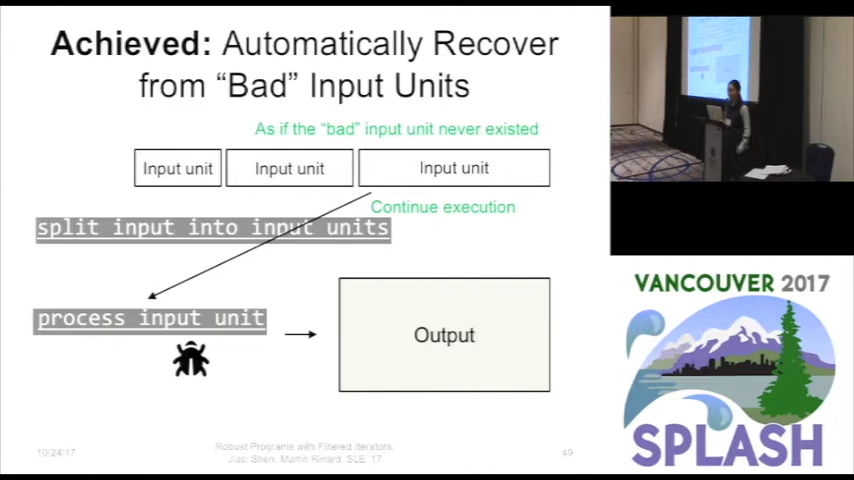 Achieved: Automatically Recover
from “Bad” Input Units
As if the “bad” input unit never existed
Input unit
Input unit
Input unit
Continue execution
split input into input units
process input unit
Output
10/24/17
Robust Programs with Filtered Iterators,
Jiasi Shen, Martin Rinard, SLE '17
49
VANCOUVER 2017
SPLASH